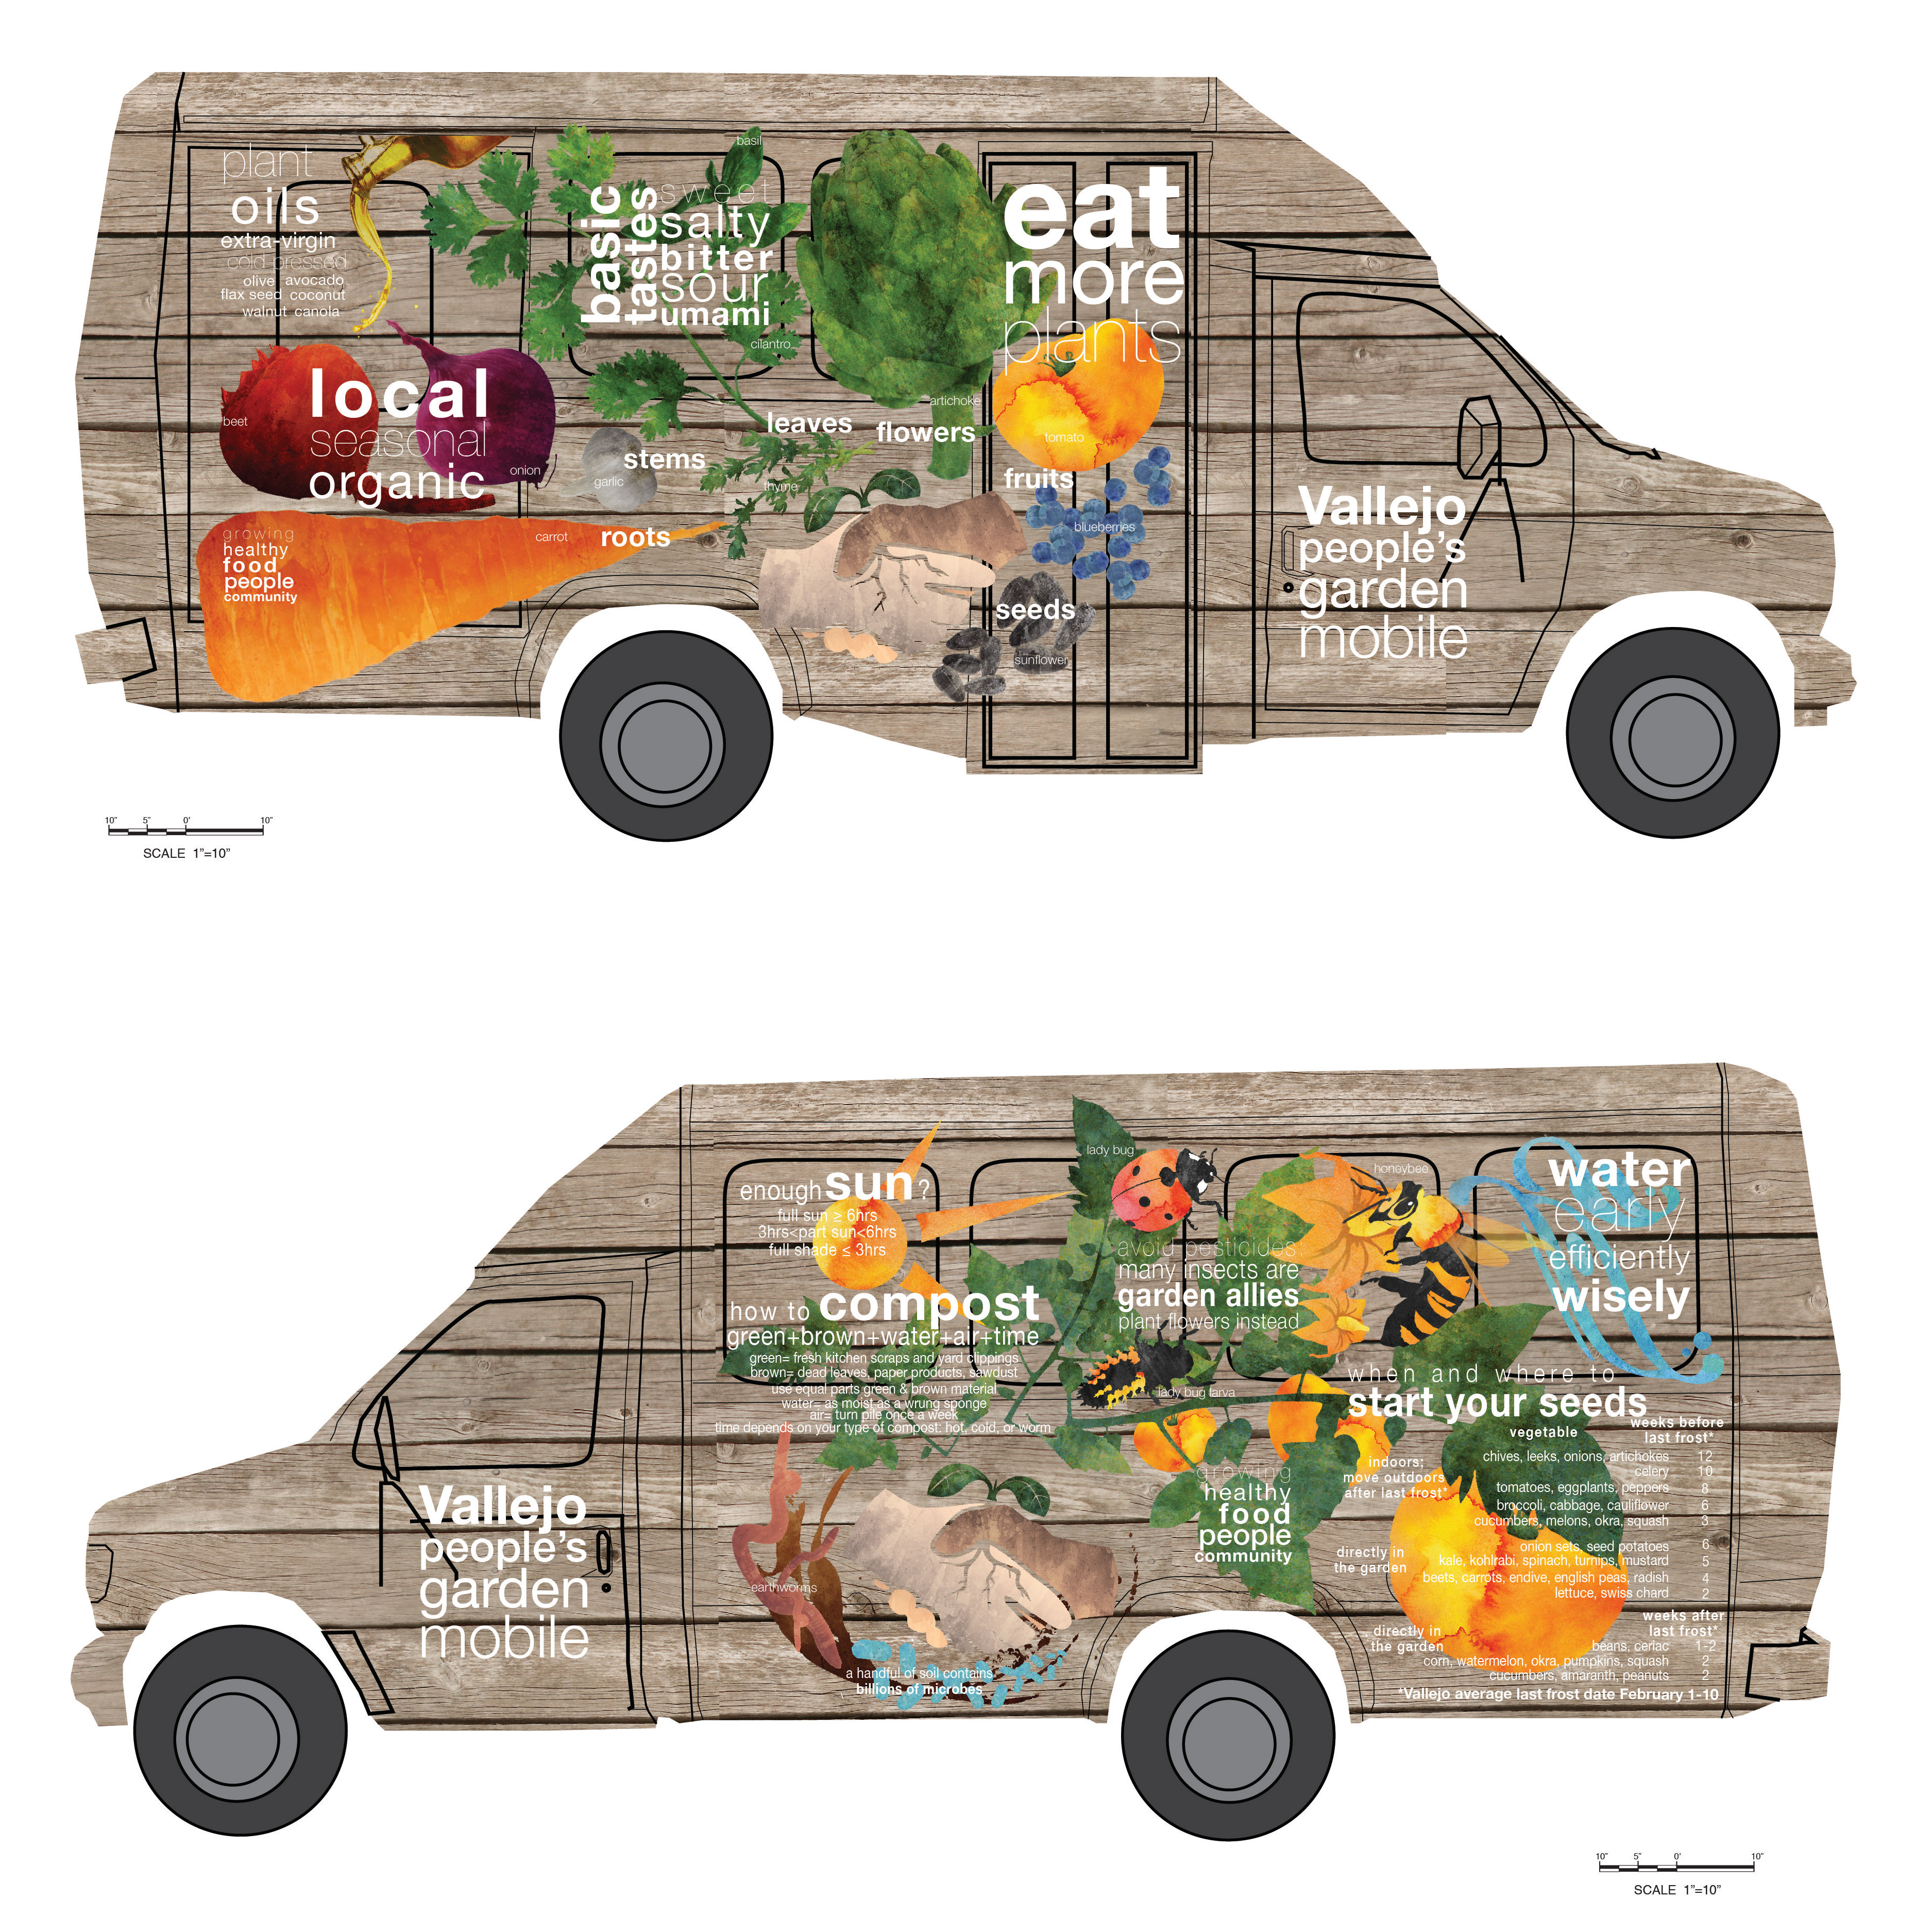 plant
oils
extra-virgin
cold pressed
olive avocado
flax seed coconut
walnut canola
basic
tastes
sweet
salty
bitter
sour
umami
basil
cilantro
eat
more
plants
local
seasonal
organic
beet
onion
garlic
stems
leaves
flowers
artichoke
tomato
fruits
blueberries
thyme
carrot
roots
seeds
sunflower
growing
healthy
food
people
community
Vallejo
people's
garden
mobile
10" 5" 0' 10"
SCALE 1"=10"
enough sun?
full sun ≥ 6hrs
3hrs<part sun<6hrs
full shade ≤ 3hrs
how to compost
green+brown+water+air+time
green= fresh kitchen scraps and yard clippings
brown= dead leaves, paper products, sawdust
use equal parts green & brown material
water= as moist as a wrung sponge
air= turn pile once a week
time depends on your type of compost: hot, cold, or worm
lady bug
honeybee
avoid pesticides:
many insects are
garden allies
plant flowers instead
lady bug larva
water
early
efficiently
wisely
when and where to
start your seeds
vegetable
weeks before
last frost*
indoors;
move outdoors
after last frost*
chives, leeks, onions, artichokes 12
celery 10
tomatoes, eggplants, peppers 8
broccoli, cabbage, cauliflower 6
cucumbers, melons, okra, squash 3
directly in
the garden
onion sets, seed potatoes 6
kale, kohlrabi, spinach, turnips, mustard 5
beets, carrots, endive, english peas, radish 4
lettuce, swiss chard 2
weeks after
last frost*
directly in
the garden
beans, ceriac 1-2
corn, watermelon, okra, pumpkins, squash 2
cucumbers, amaranth, peanuts 2
*Vallejo average last frost date February 1-10
growing
healthy
food
people
community
earthworms
a handful of soil contains
billions of microbes
Vallejo
people's
garden
mobile
10" 5" 0' 10"
SCALE 1"=10"